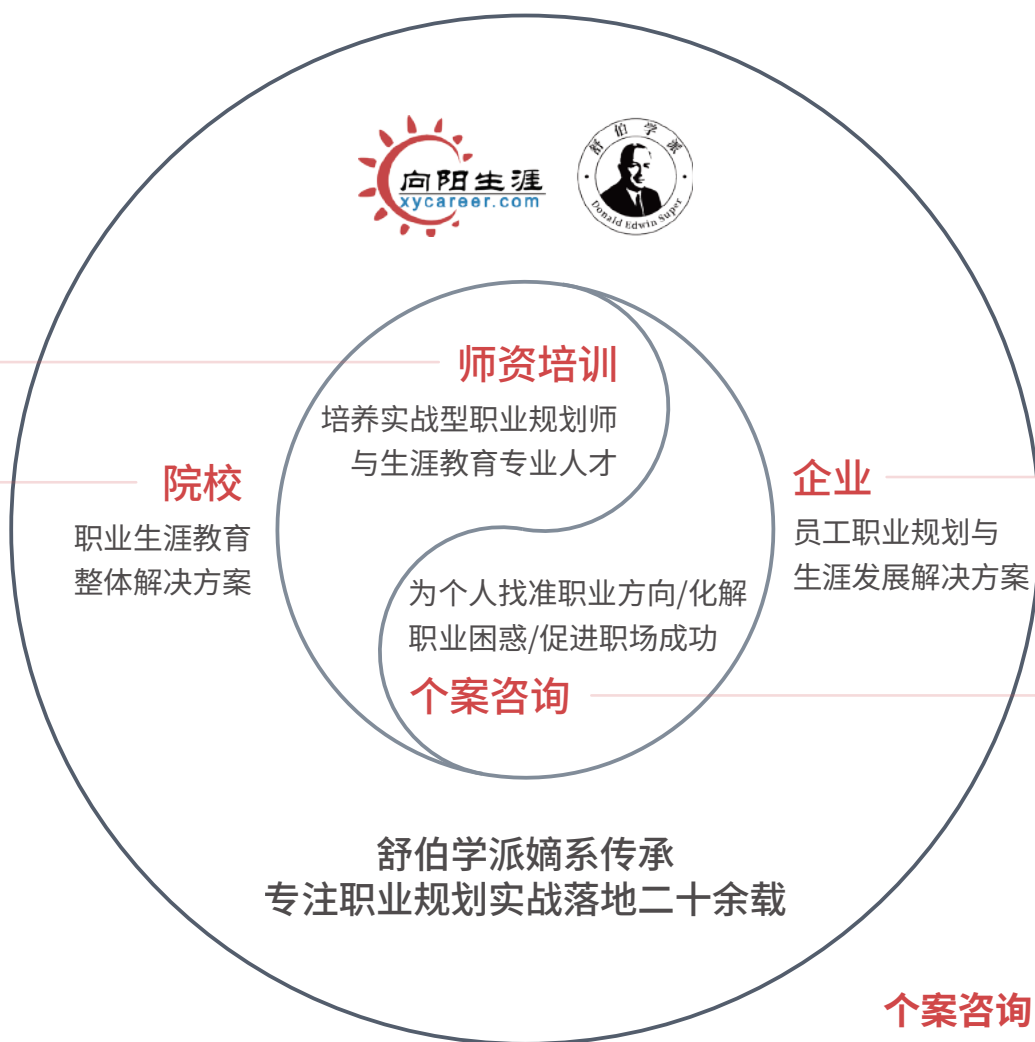 向阳生涯
xycareer.com
舒伯学派
Donald Edwin Super
师资培训
培养实战型职业规划师
与生涯教育专业人才
院校
职业生涯教育
整体解决方案
企业
员工职业规划与
生涯发展解决方案
为个人找准职业方向/化解
职业困惑/促进职场成功
个案咨询
舒伯学派嫡系传承
专注职业规划实战落地二十余载
个案咨询